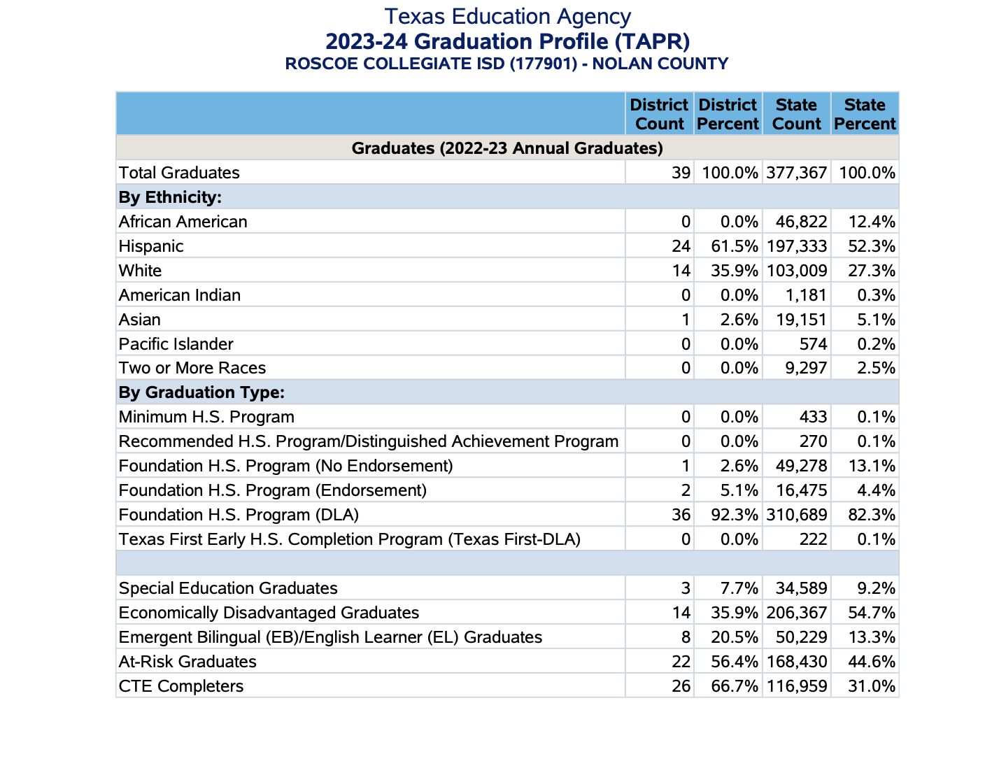 Texas Education Agency
2023-24 Graduation Profile (TAPR)
ROSCOE COLLEGIATE ISD (177901) - NOLAN COUNTY
District Count District Percent State Count State Percent
Graduates (2022-23 Annual Graduates)
Total Graduates 39 100.0% 377,367 100.0%
By Ethnicity:
African American 0 0.0% 46,822 12.4%
Hispanic 24 61.5% 197,333 52.3%
White 14 35.9% 103,009 27.3%
American Indian 0 0.0% 1,181 0.3%
Asian 1 2.6% 19,151 5.1%
Pacific Islander 0 0.0% 574 0.2%
Two or More Races 0 0.0% 9,297 2.5%
By Graduation Type:
Minimum H.S. Program 0 0.0% 433 0.1%
Recommended H.S. Program/Distinguished Achievement Program 0 0.0% 270 0.1%
Foundation H.S. Program (No Endorsement) 1 2.6% 49,278 13.1%
Foundation H.S. Program (Endorsement) 2 5.1% 16,475 4.4%
Foundation H.S. Program (DLA) 36 92.3% 310,689 82.3%
Texas First Early H.S. Completion Program (Texas First-DLA) 0 0.0% 222 0.1%
Special Education Graduates 3 7.7% 34,589 9.2%
Economically Disadvantaged Graduates 14 35.9% 206,367 54.7%
Emergent Bilingual (EB)/English Learner (EL) Graduates 8 20.5% 50,229 13.3%
At-Risk Graduates 22 56.4% 168,430 44.6%
CTE Completers 26 66.7% 116,959 31.0%